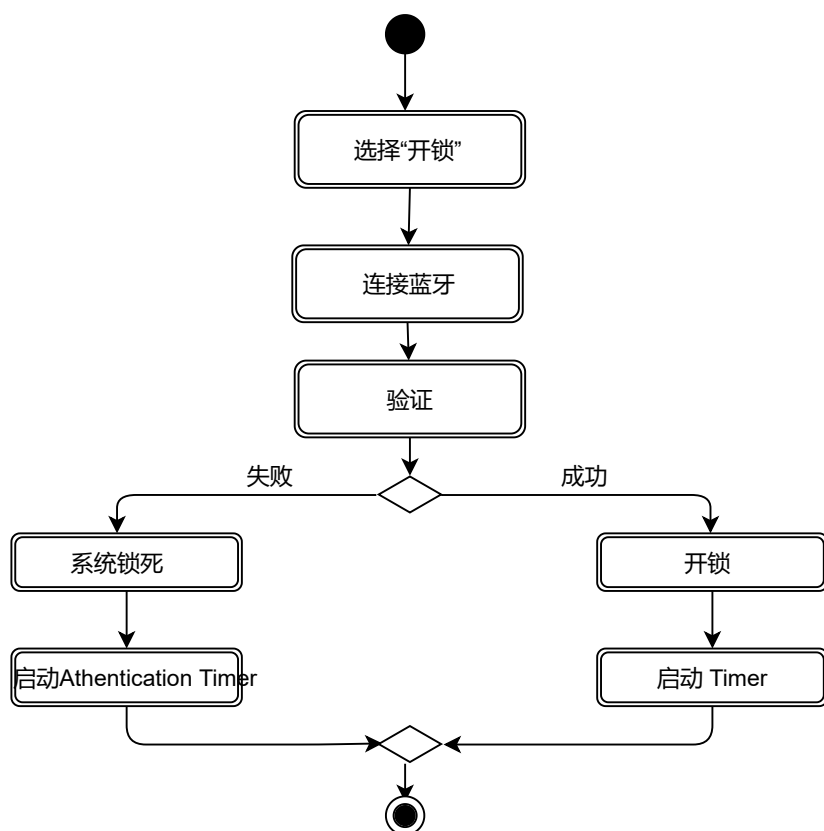 选择“开锁”
连接蓝牙
验证
失败
成功
系统锁死
开锁
启动Athentication Timer
启动 Timer